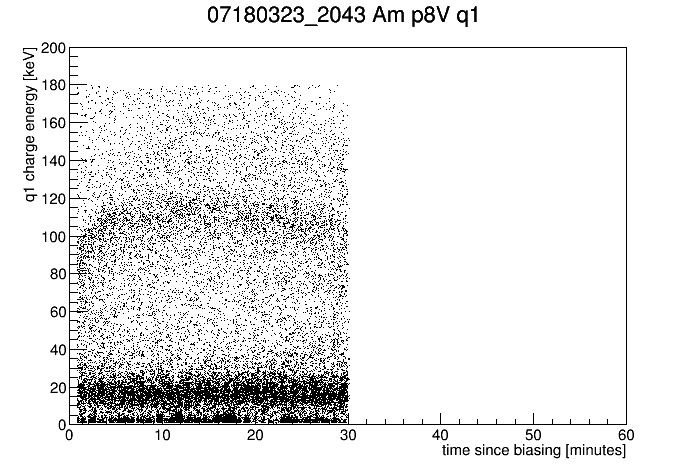 07180323_2043 Am p8V q1
q1 charge energy [keV]
200
180
160
140
120
100
80
60
40
20
0
0 10 20 30 40 50 60
time since biasing [minutes]